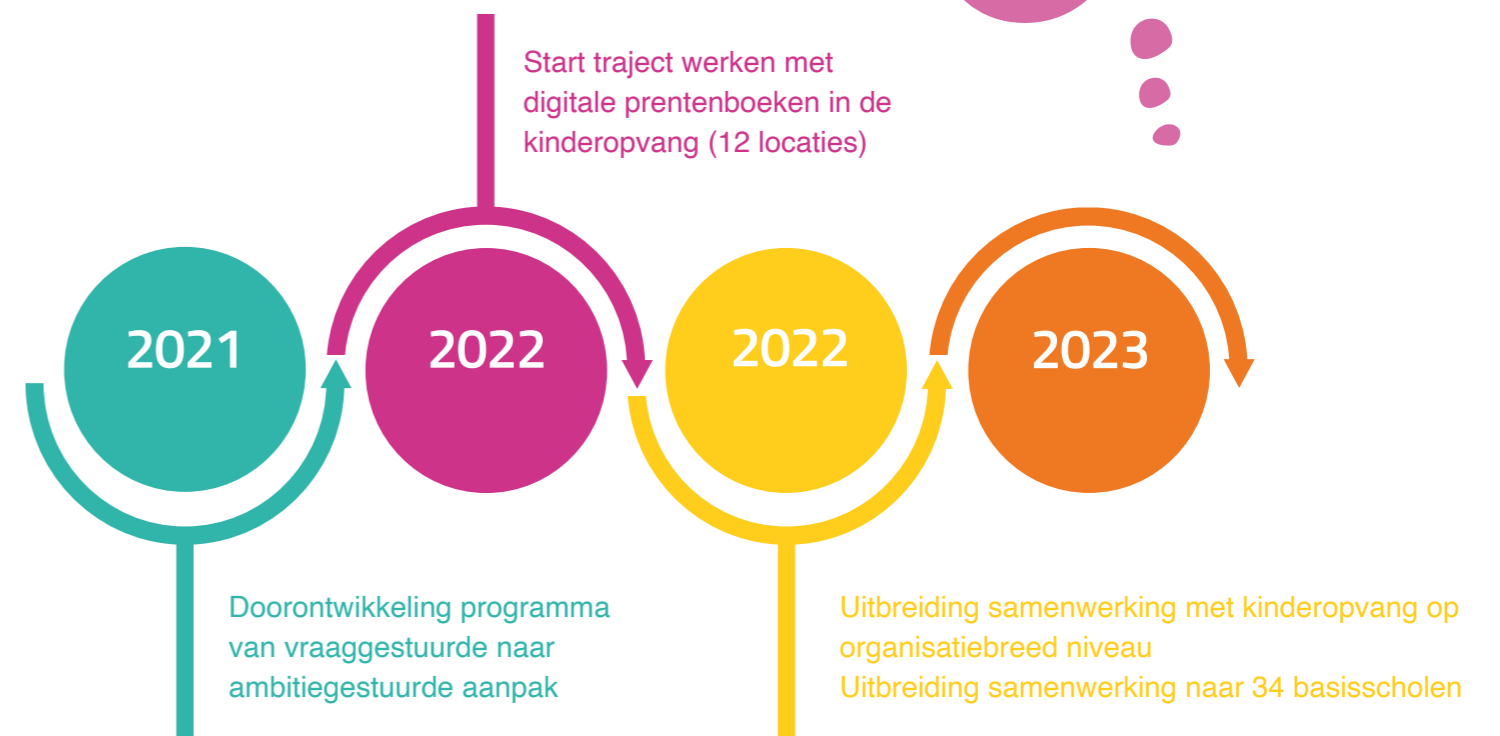 Start traject werken met
digitale prentenboeken in de
kinderopvang (12 locaties)
2021
2022
2022
2023
Doorontwikkeling programma
van vraaggestuurde naar
ambitiegestuurde aanpak
Uitbreiding samenwerking met kinderopvang op
organisatiebreed niveau
Uitbreiding samenwerking naar 34 basisscholen